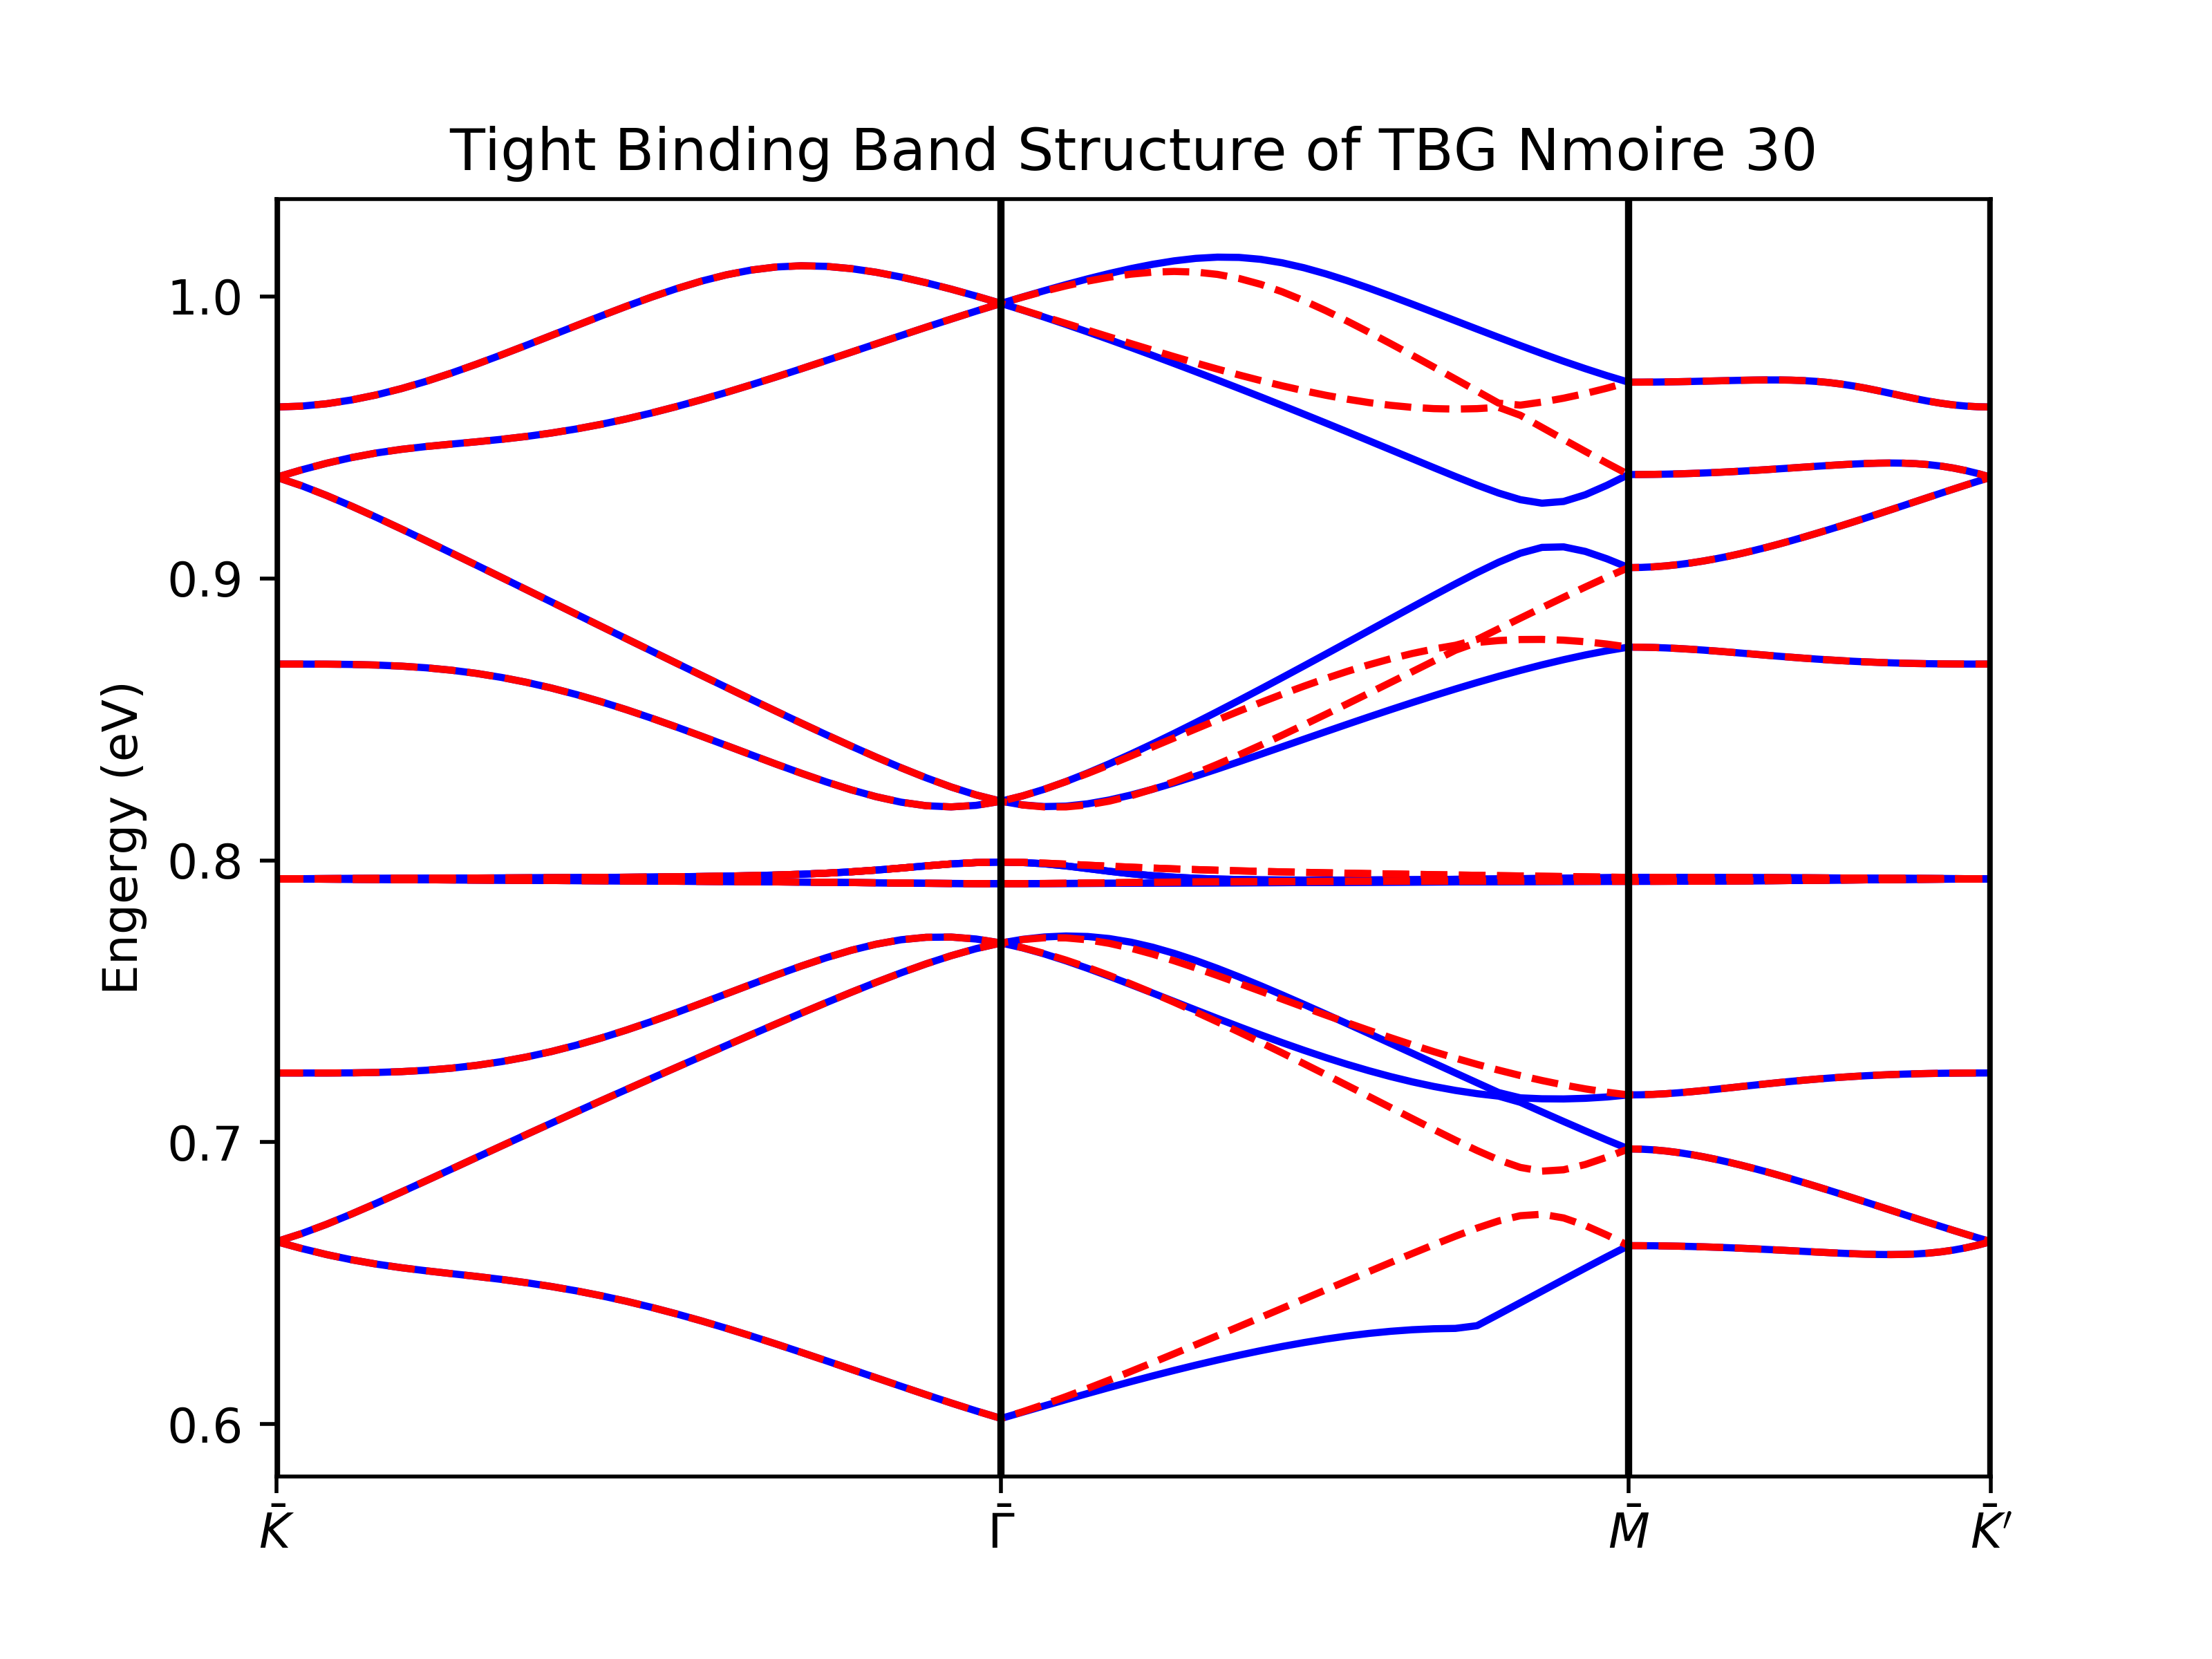 Tight Binding Band Structure of TBG Nmoire 30
Engergy (eV)
1.0
0.9
0.8
0.7
0.6
K̄ Γ̄ M̄ K̄′